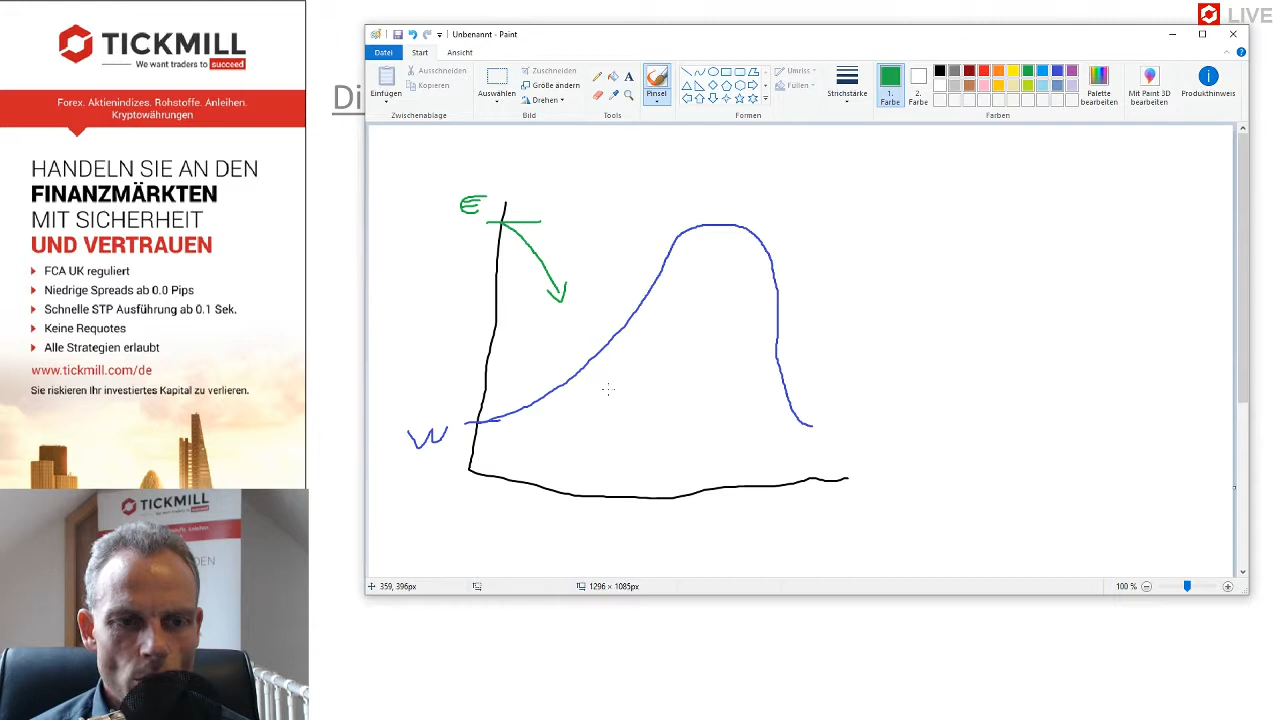 TICKMILL
We want traders to succeed
Forex. Aktienindizes. Rohstoffe. Anleihen.
Kryptowährungen
HANDELN SIE AN DEN
FINANZMÄRKTEN
MIT SICHERHEIT
UND VERTRAUEN
FCA UK reguliert
Niedrige Spreads ab 0.0 Pips
Schnelle STP Ausführung ab 0.1 Sek.
Keine Requotes
Alle Strategien erlaubt
www.tickmill.com/de
Sie riskieren Ihr investiertes Kapital zu verlieren.
TICKMILL
LIVE
Di
Unbenannt - Paint
Datei Start Ansicht
Einfügen
Ausschneiden
Kopieren
Zwischenablage
Auswählen
Zuschneiden
Größe ändern
Drehen
Bild
A
Tools
Pinsel
Umriss
Füllen
Formen
Strichstärke
1. Farbe
2. Farbe
Palette bearbeiten
Farben
Mit Paint 3D bearbeiten
Produkthinweis
E
W
359, 396px
1296 × 1085px
100 %